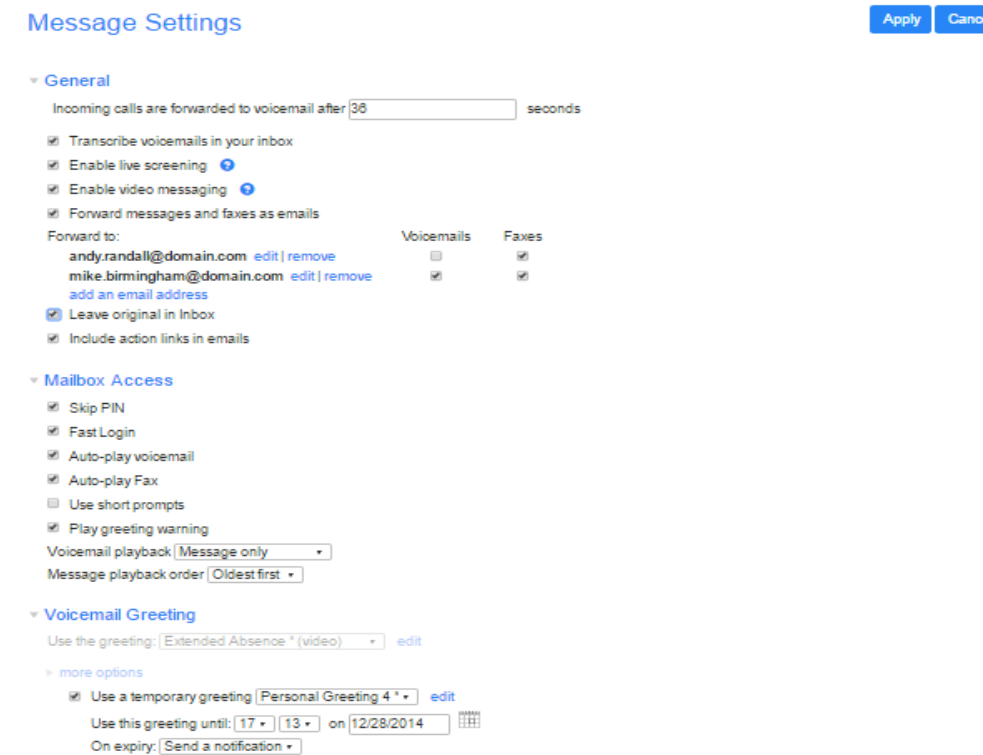 Message Settings
Apply
General
Incoming calls are forwarded to voicemail after 36 seconds
Transcribe voicemails in your inbox
Enable live screening ?
Enable video messaging ?
Forward messages and faxes as emails
Forward to: Voicemails Faxes
andy.randall@domain.com edit | remove
mike.birmingham@domain.com edit | remove
add an email address
Leave original in Inbox
Include action links in emails
Mailbox Access
Skip PIN
Fast Login
Auto-play voicemail
Auto-play Fax
Use short prompts
Play greeting warning
Voicemail playback Message only
Message playback order Oldest first
Voicemail Greeting
Use the greeting: Extended Absence * (video) edit
more options
Use a temporary greeting Personal Greeting 4 * edit
Use this greeting until: 17 13 on 12/28/2014
On expiry: Send a notification